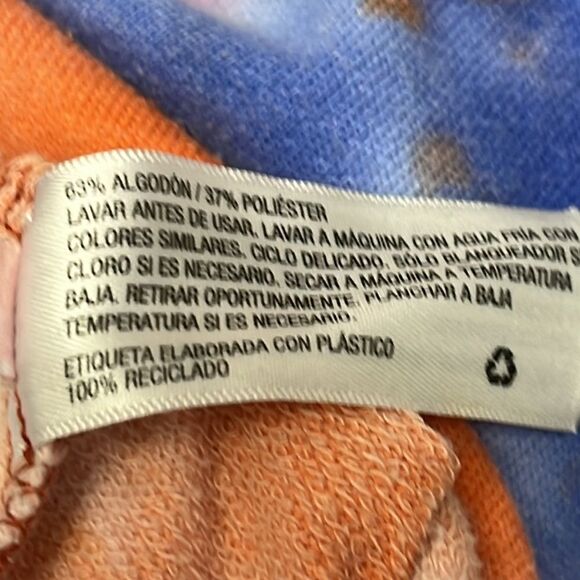 63% ALGODÓN / 37% POLIÉSTER
LAVAR ANTES DE USAR. LAVAR A MÁQUINA CON AGUA FRÍA CON
COLORES SIMILARES. CICLO DELICADO. SÓLO BLANQUEADOR S
CLORO SI ES NECESARIO. SECAR A MÁQUINA A TEMPERATURA
BAJA. RETIRAR OPORTUNAMENTE. PLANCHAR A BAJA
TEMPERATURA SI ES NECESARIO.
ETIQUETA ELABORADA CON PLÁSTICO
100% RECICLADO